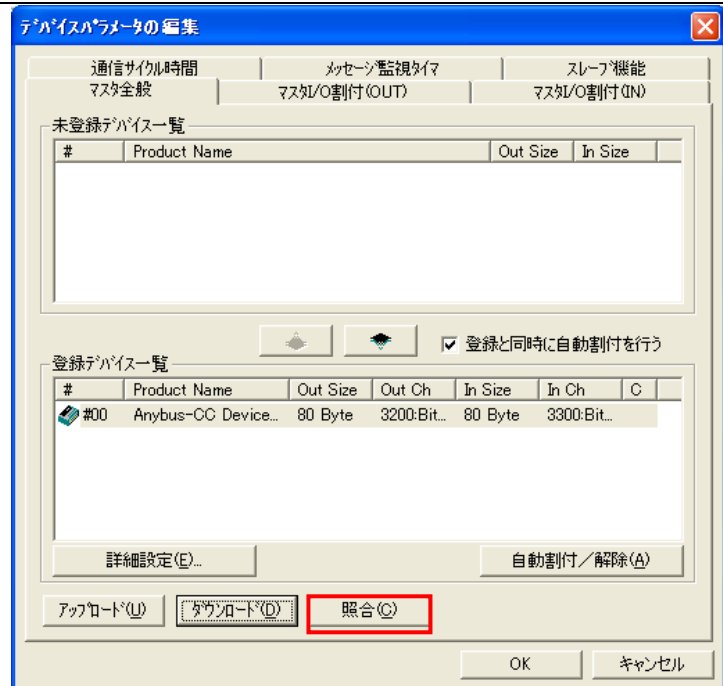 デバイスパラメータの編集
通信サイクル時間 メッセージ監視タイマ スレーブ機能
マスタ全般 マスタI/O割付(OUT) マスタI/O割付(IN)
未登録デバイス一覧
# Product Name Out Size In Size
登録と同時に自動割付を行う
登録デバイス一覧
# Product Name Out Size Out Ch In Size In Ch C
#00 Anybus-CC Device... 80 Byte 3200:Bit... 80 Byte 3300:Bit...
詳細設定(E)... 自動割付/解除(A)
アップロード(U) ダウンロード(D) 照合(C)
OK キャンセル